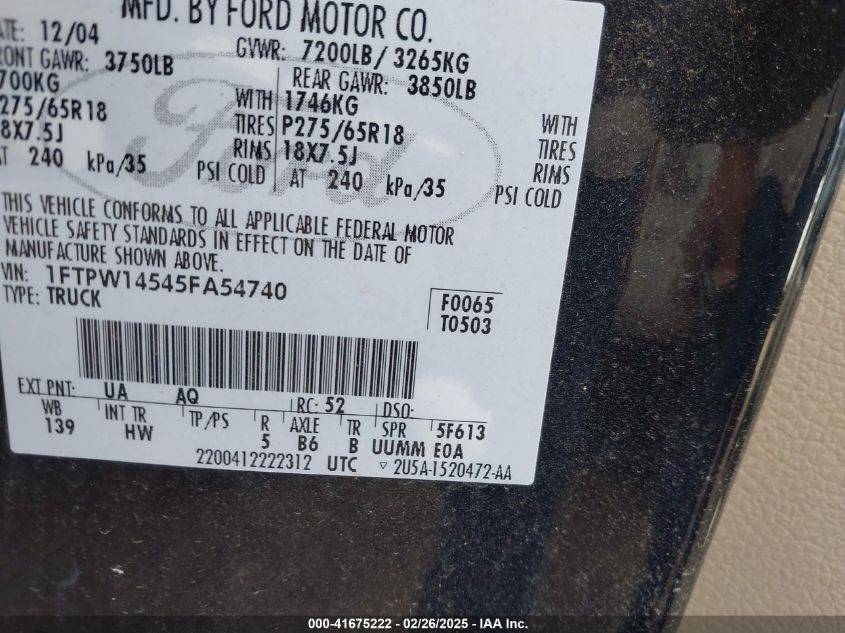 MFD. BY FORD MOTOR CO.
ATE: 12/04 GVWR: 7200LB/ 3265KG
RONT GAWR: 3750LB REAR GAWR: 3850LB
700KG WITH 1746KG WITH
275/65R18 TIRES P275/65R18 TIRES
8X7.5J RIMS 18X7.5J RIMS
AT 240 kPa/35 PSI COLD AT 240 kPa/35 PSI COLD
Ford
THIS VEHICLE CONFORMS TO ALL APPLICABLE FEDERAL MOTOR
VEHICLE SAFETY STANDARDS IN EFFECT ON THE DATE OF
MANUFACTURE SHOWN ABOVE.
VIN: 1FTPW14545FA54740
TYPE: TRUCK
F0065
T0503
EXT PNT: UA AQ RC: 52 DSO:
WB INT TR TP/PS R AXLE TR SPR 5F613
139 HW 5 B6 B UUMM E0A
2200412222312 UTC ▽ 2U5A-1520472-AA
000-41675222 - 02/26/2025 - IAA Inc.